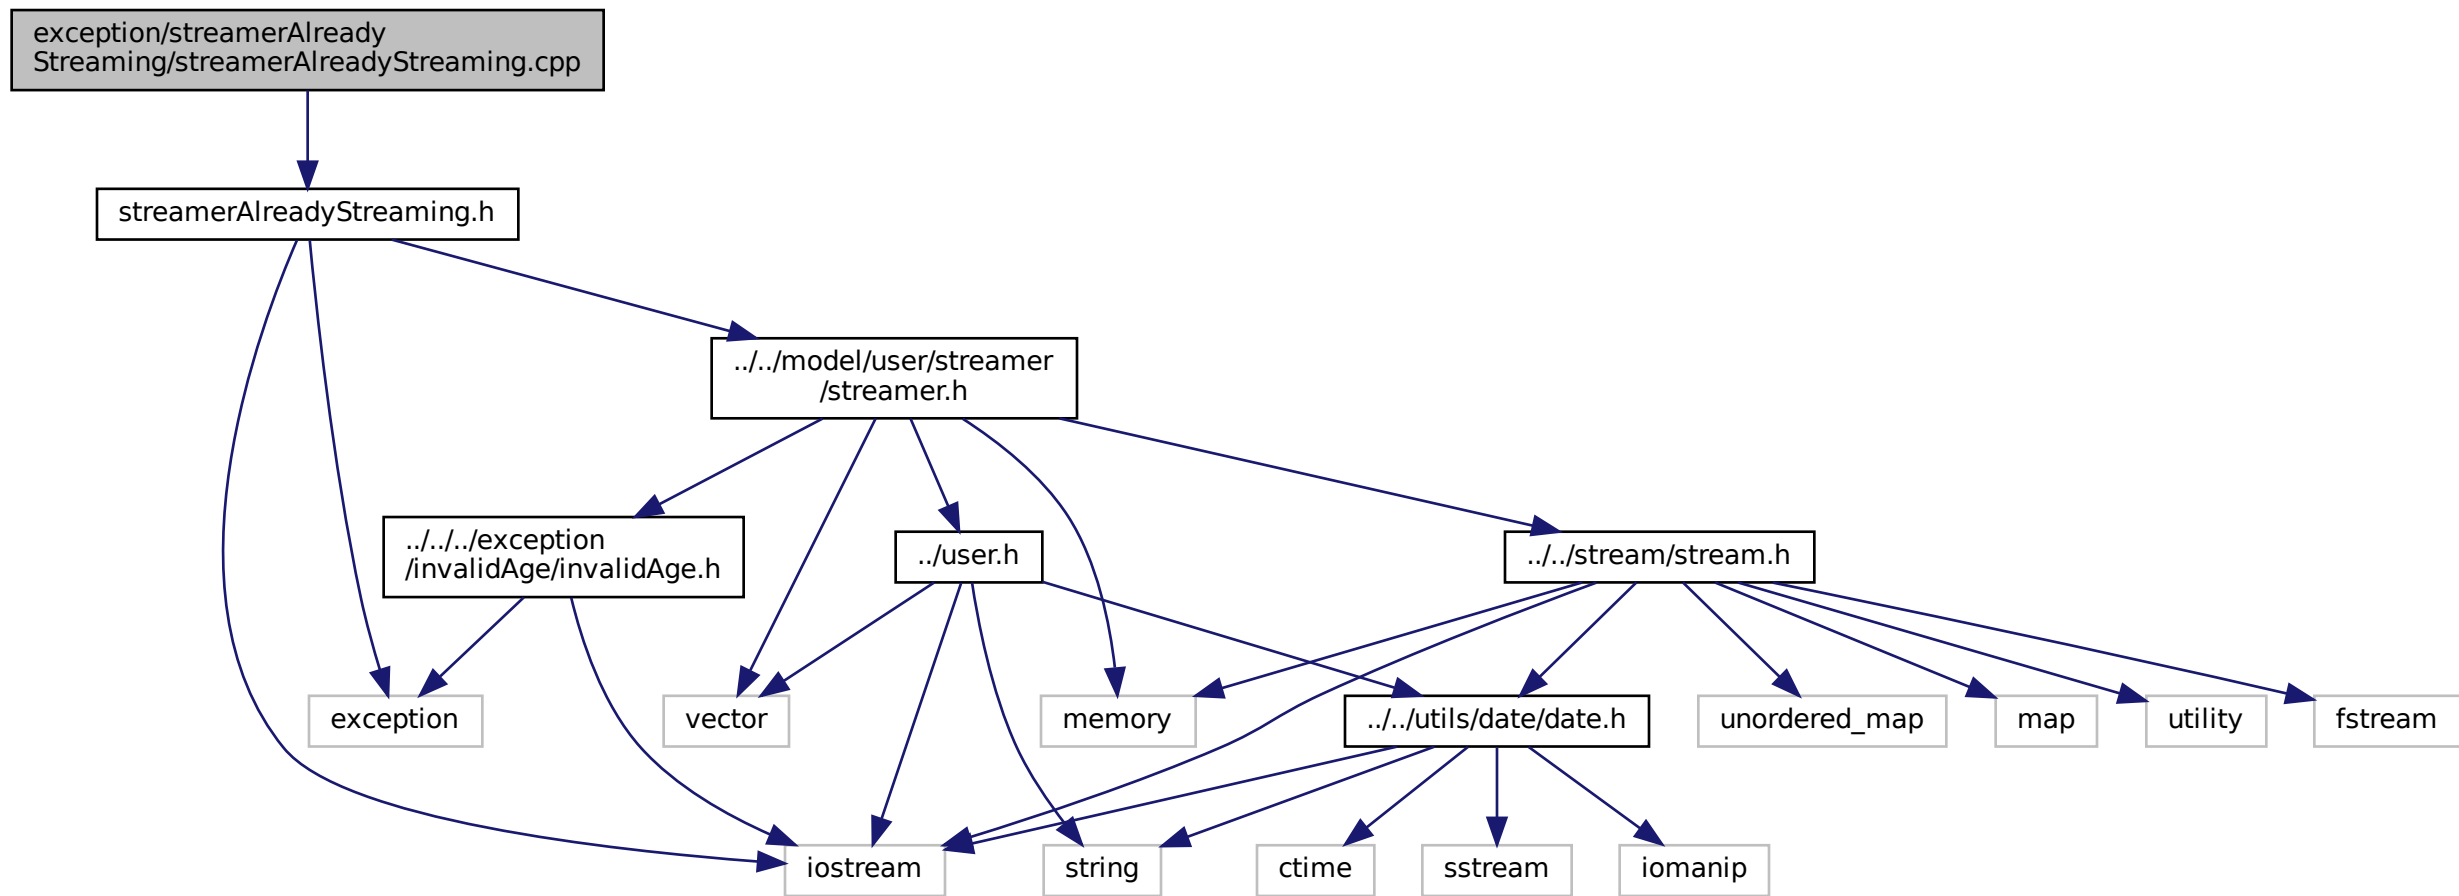 exception/streamerAlready
Streaming/streamerAlreadyStreaming.cpp
streamerAlreadyStreaming.h
../../model/user/streamer
/streamer.h
../../../exception
/invalidAge/invalidAge.h
../user.h
../../stream/stream.h
exception
vector
memory
../../utils/date/date.h
unordered_map
map
utility
fstream
iostream
string
ctime
sstream
iomanip